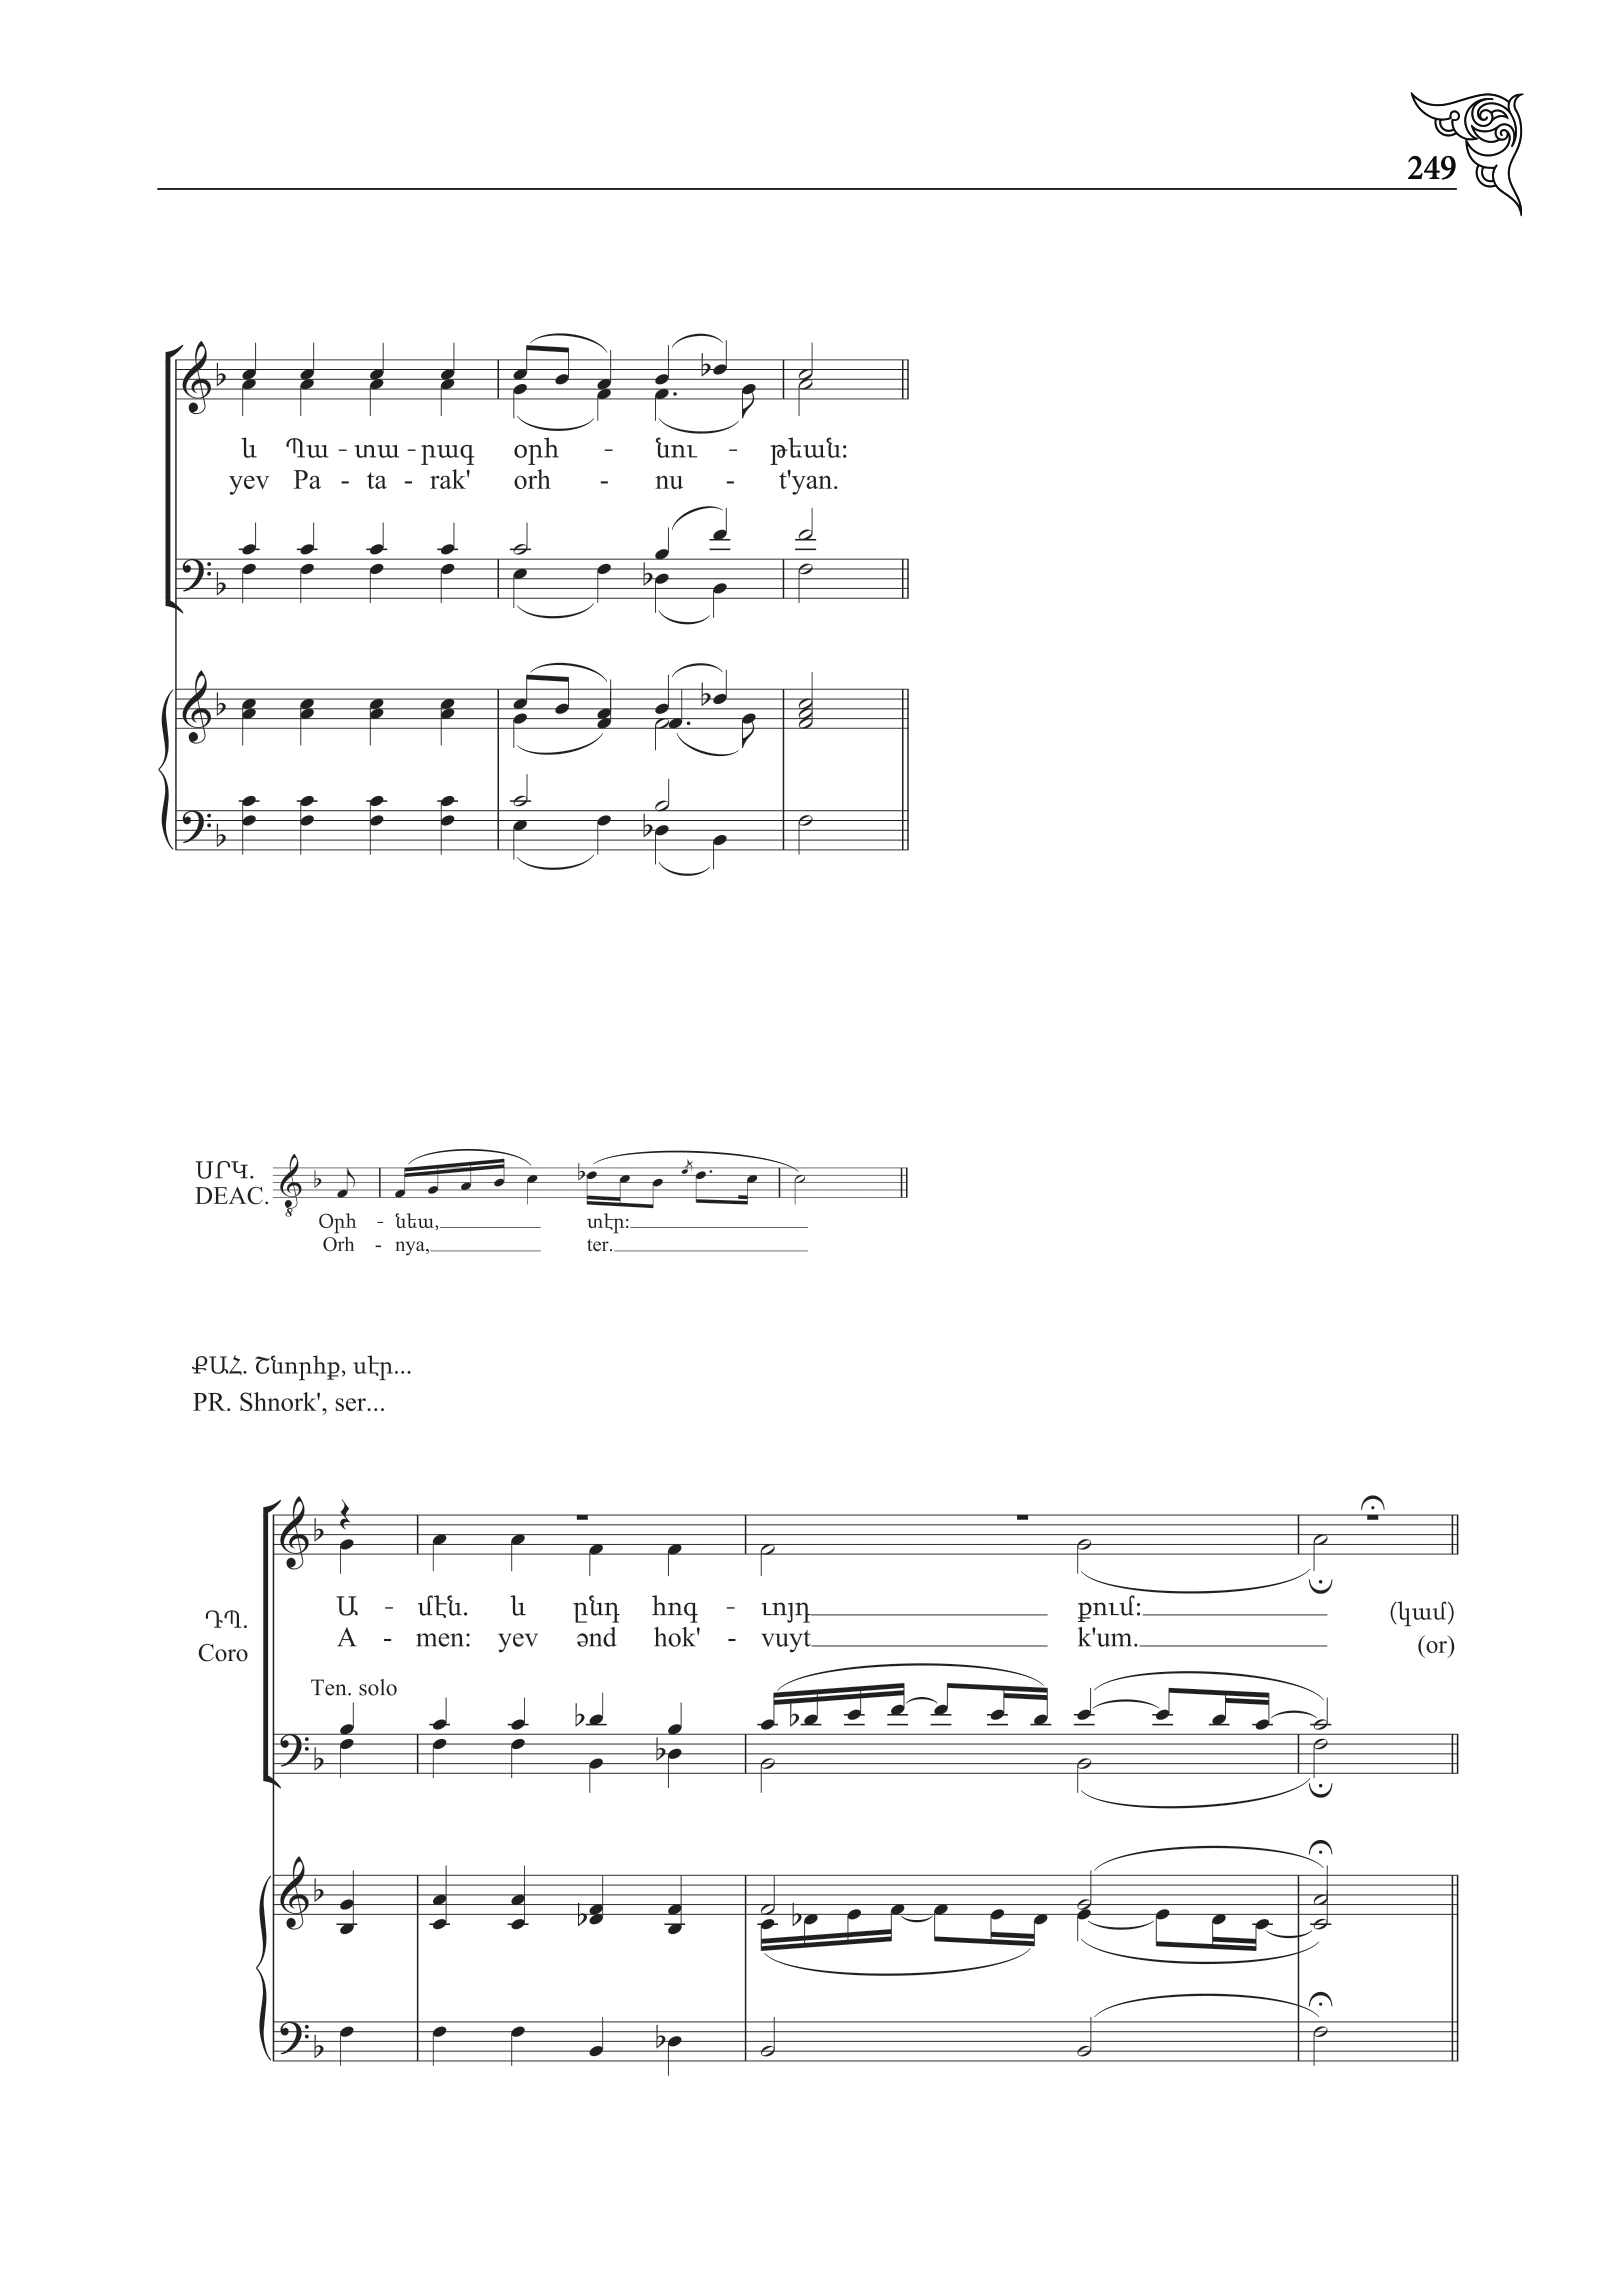 249
և Պա - տա - րագ օրհ - նու - թեան:
yev Pa - ta - rak' orh - nu - t'yan.
ՍՐԿ.
DEAC.
Օրհ - նեա, տէր:
Orh - nya, ter.
ՔԱՀ. Շնորհք, սէր...
PR. Shnork', ser...
ԴՊ.
Coro
Ա - մէն. և ընդ հոգ - ւոյդ քում: (կամ)
A - men: yev ənd hok' - vuyt k'um. (or)
Ten. solo